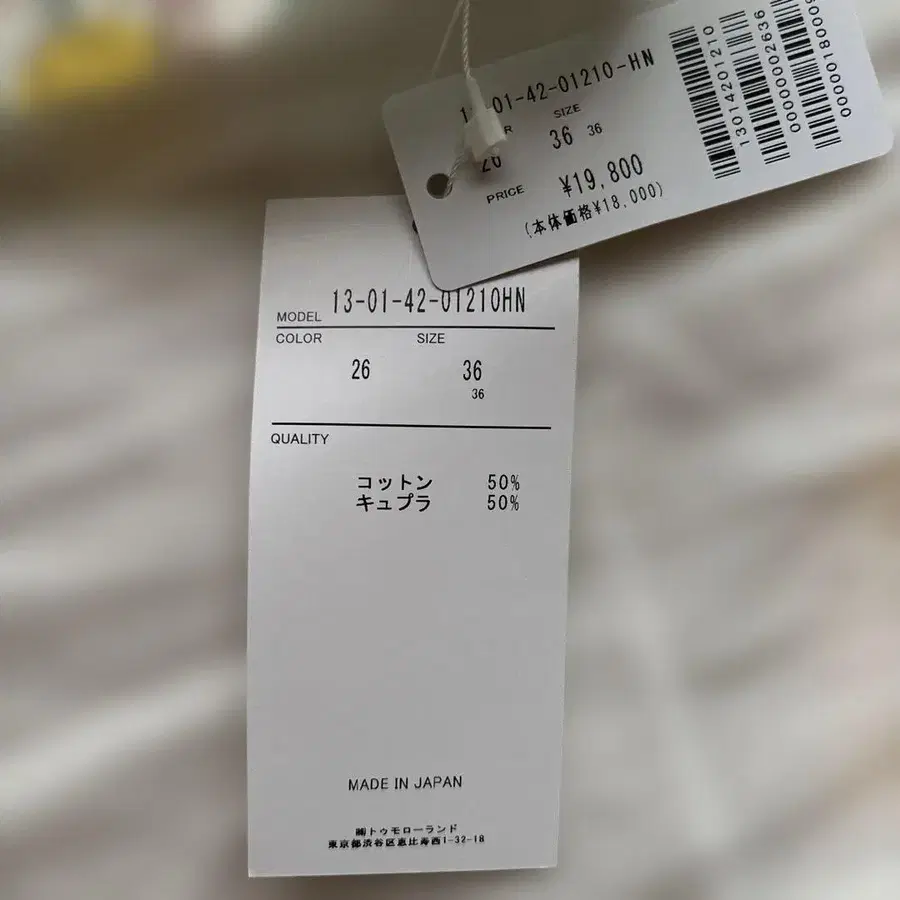 01-42-01210-HN
SIZE
26 36 36
PRICE ¥19,800
(本体価格¥18,000)
13014201210
0000002636
MODEL 13-01-42-01210HN
COLOR SIZE
26 36
36
QUALITY
コットン 50%
キュプラ 50%
MADE IN JAPAN
㈱トゥモローランド
東京都渋谷区恵比寿西1-32-18